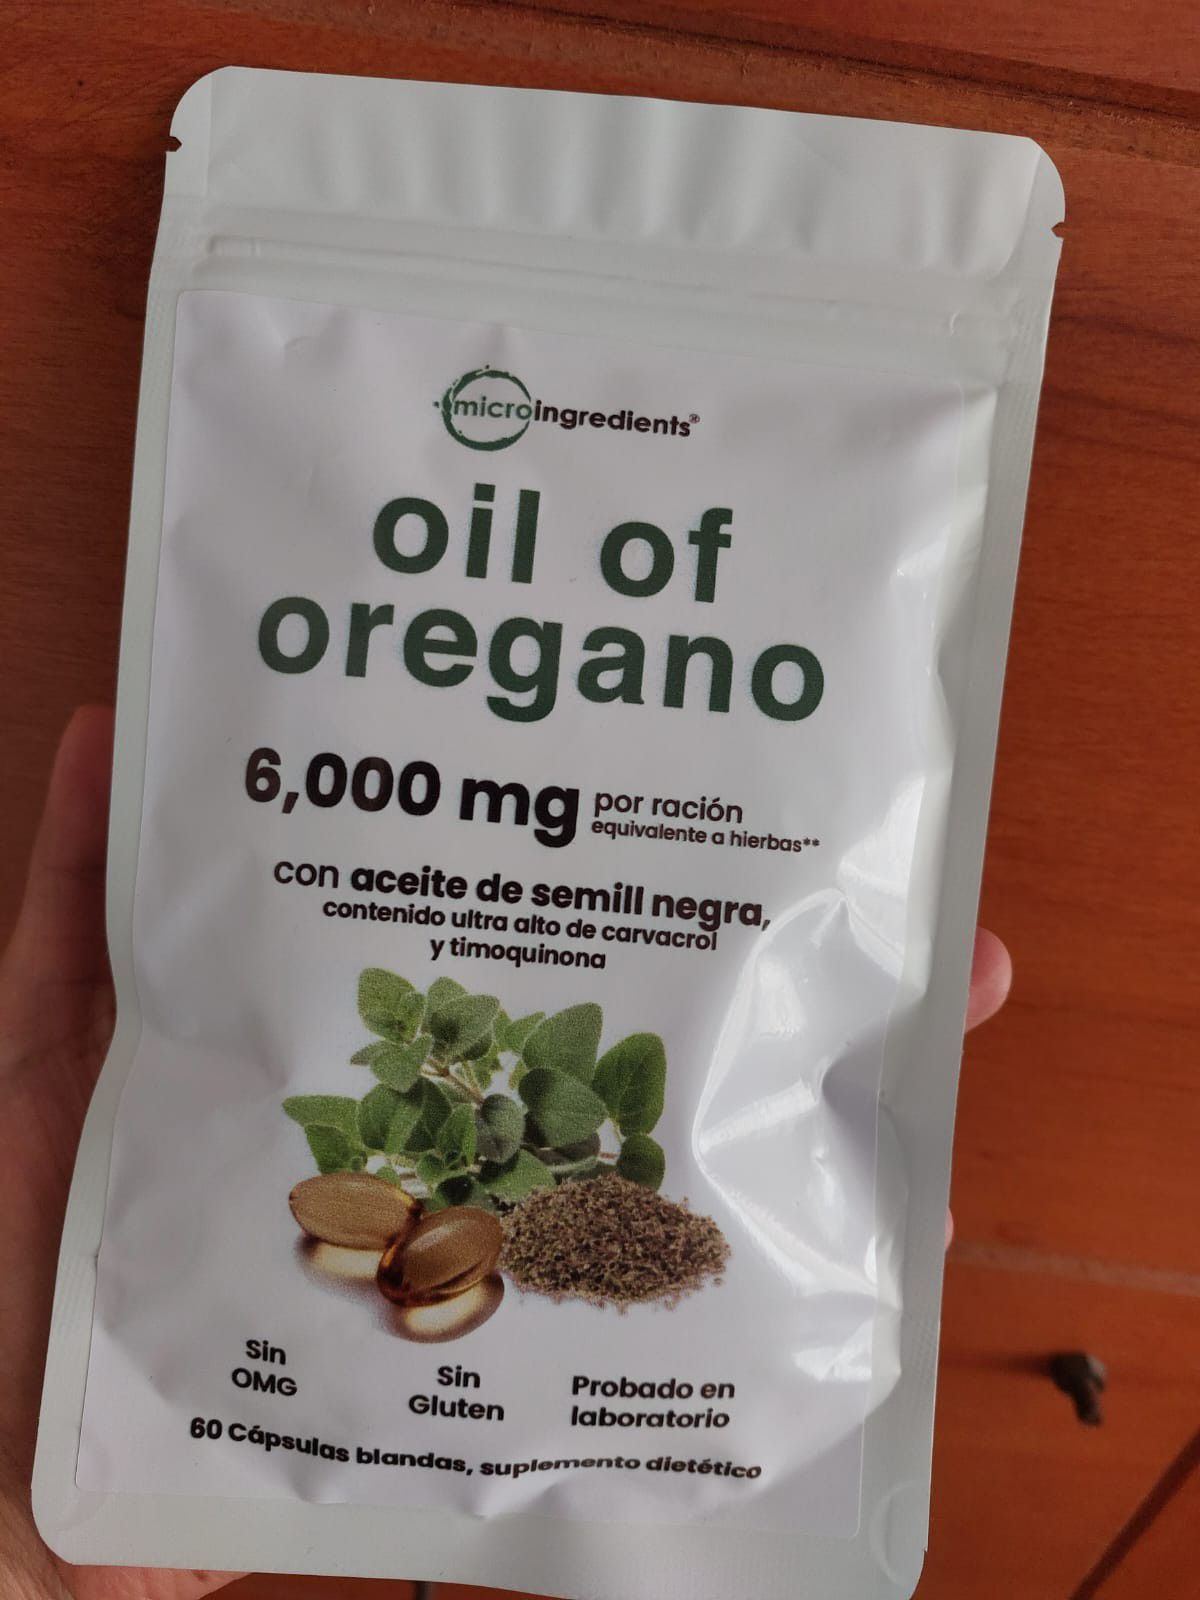 microingredients®
oil of
oregano
6,000 mg por ración
equivalente a hierbas**
con aceite de semill negra,
contenido ultra alto de carvacrol
y timoquinona
Sin
OMG
Sin
Gluten
Probado en
laboratorio
60 Cápsulas blandas, suplemento dietético